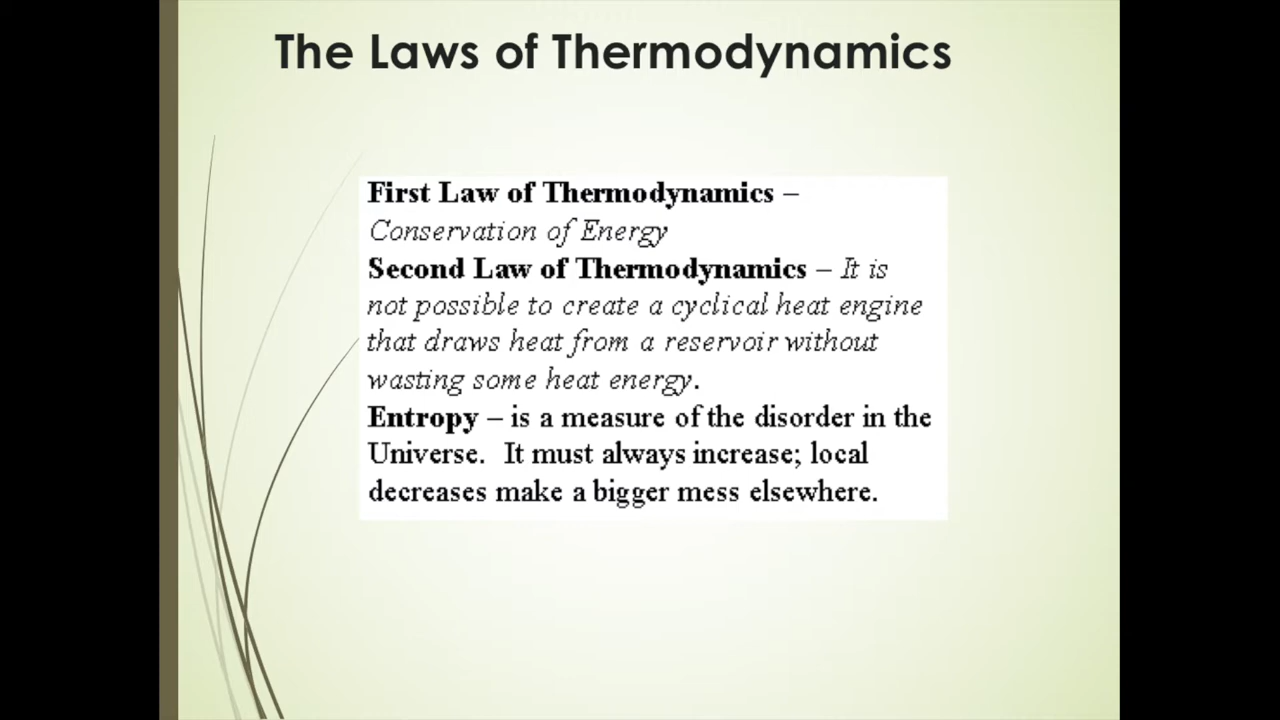 The Laws of Thermodynamics
First Law of Thermodynamics –
Conservation of Energy
Second Law of Thermodynamics – It is
not possible to create a cyclical heat engine
that draws heat from a reservoir without
wasting some heat energy.
Entropy – is a measure of the disorder in the
Universe.  It must always increase; local
decreases make a bigger mess elsewhere.